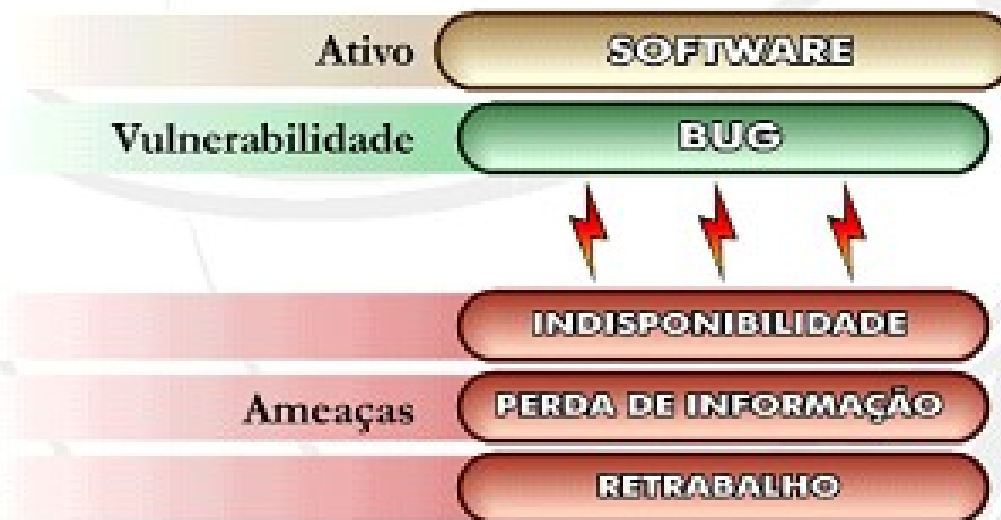 Ativo SOFTWARE
Vulnerabilidade BUG
INDISPONIBILIDADE
Ameaças PERDA DE INFORMAÇÃO
RETRABALHO